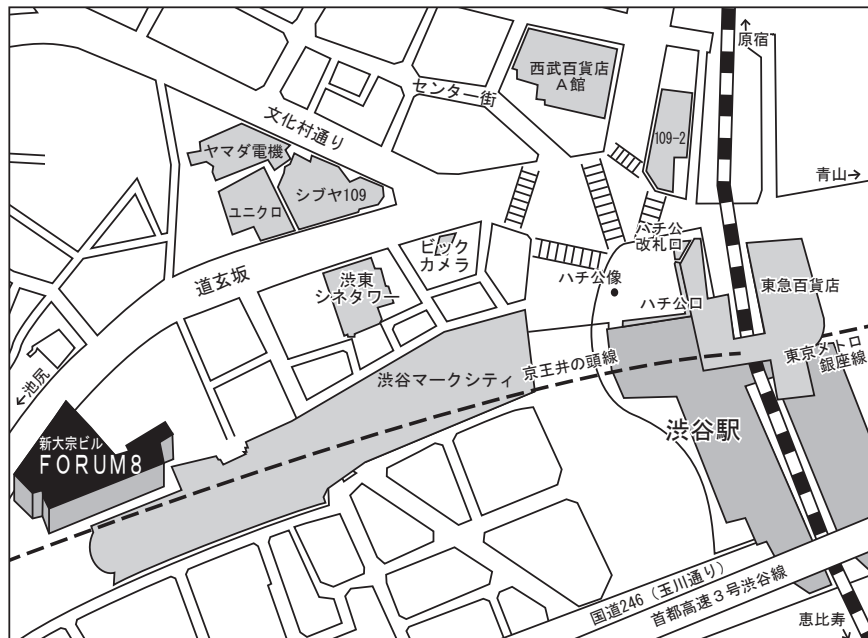 ↑
原宿
西武百貨店
A館
センター街
109-2
文化村通り
ヤマダ電機
青山→
シブヤ109
ユニクロ
ハチ公
改札口
ビック
カメラ
道玄坂
渋東
シネタワー
ハチ公像
東急百貨店
ハチ公口
東京メトロ
銀座線
京王井の頭線
渋谷マークシティ
←池尻
渋谷駅
新大宗ビル
FORUM8
国道246(玉川通り)
首都高速3号渋谷線
恵比寿
↓